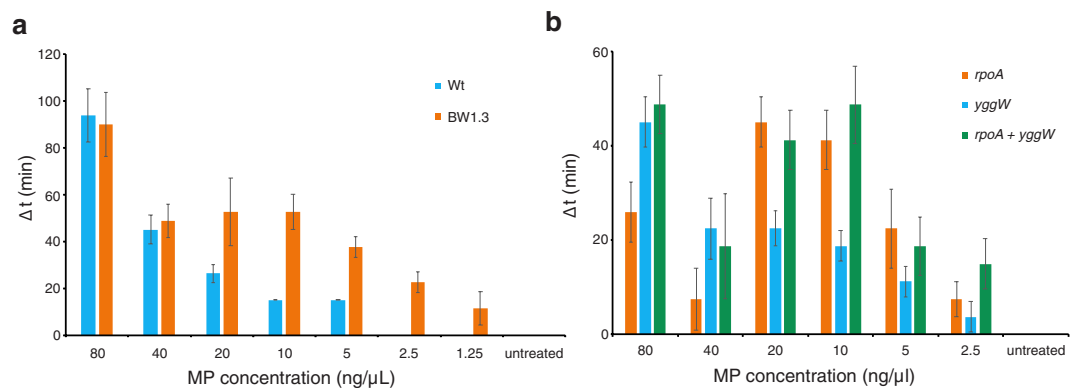 a
120
100
80
60
40
20
0
Δ t (min)
Wt
BW1.3
80 40 20 10 5 2.5 1.25 untreated
MP concentration (ng/µL)
b
60
40
20
0
Δ t (min)
rpoA
yggW
rpoA + yggW
80 40 20 10 5 2.5 untreated
MP concentration (ng/µl)